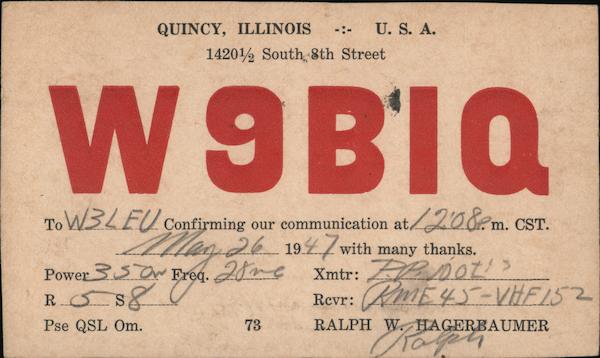 QUINCY, ILLINOIS -:- U. S. A.
1420½ South 8th Street
W9BIQ
To W3LEU Confirming our communication at 12:08 P. m. CST.
May 26 1947 with many thanks.
Power 350w Freq. 28mc Xmtr:
R 5 S 8 Rcvr: RME45-VHF152
Pse QSL Om. 73 RALPH W. HAGERBAUMER
Ralph